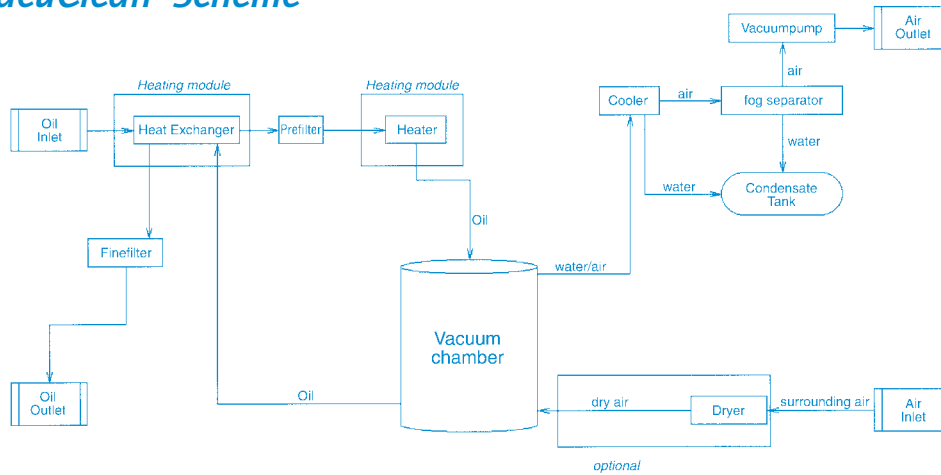 Scheme
Vacuumpump
Air
Outlet
air
Heating module
Heating module
Cooler
air
fog separator
Oil
Inlet
Heat Exchanger
Prefilter
Heater
water
water
Condensate
Tank
Oil
Finefilter
water/air
Vacuum
chamber
Oil
Outlet
Oil
dry air
Dryer
surrounding air
Air
Inlet
optional